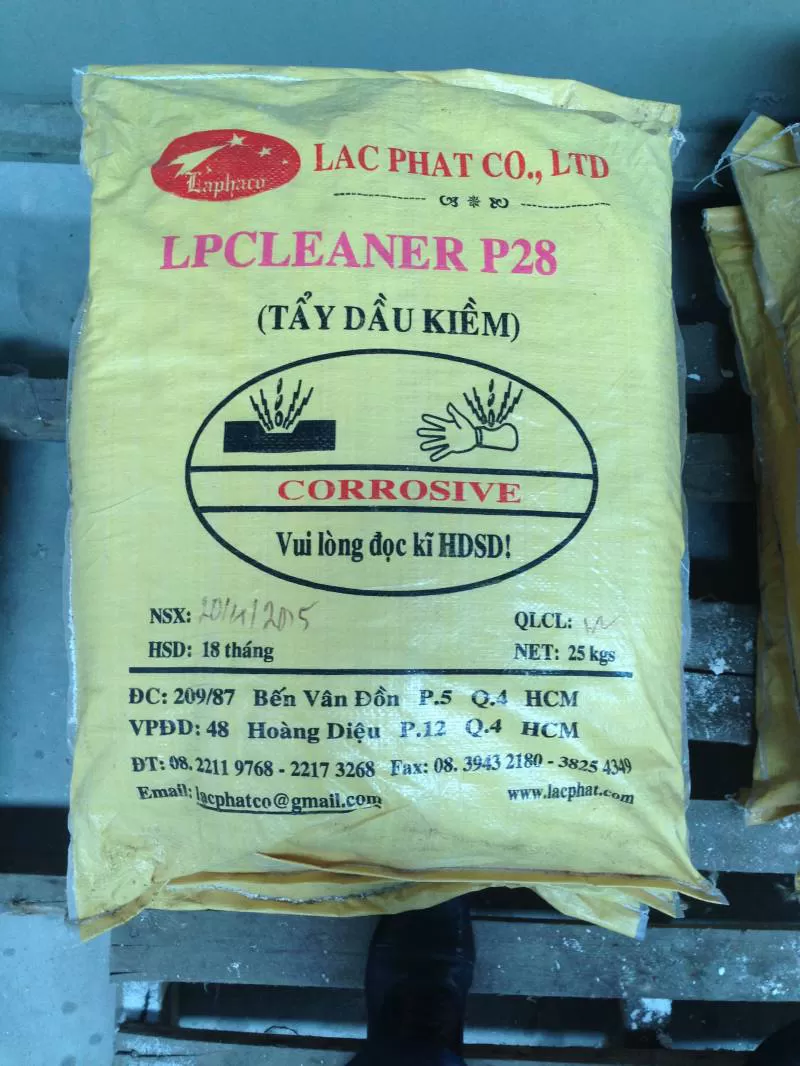 Laphaco
LAC PHAT CO., LTD
LPCLEANER P28
(TẨY DẦU KIỀM)
CORROSIVE
Vui lòng đọc kĩ HDSD!
NSX: 20/4/2015
QLCL:
HSD: 18 tháng
NET: 25 kgs
ĐC: 209/87 Bến Vân Đồn P.5 Q.4 HCM
VPĐD: 48 Hoàng Diệu P.12 Q.4 HCM
ĐT: 08. 2211 9768 - 2217 3268 Fax: 08. 3943 2180 - 3825 4349
Email: lacphatco@gmail.com
www.lacphat.com